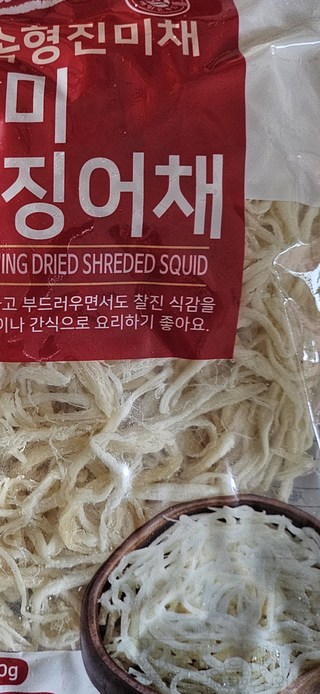 속형진미채
미
징어채
ING DRIED SHREDED SQUID
고 부드러우면서도 찰진 식감을
이나 간식으로 요리하기 좋아요.
0g